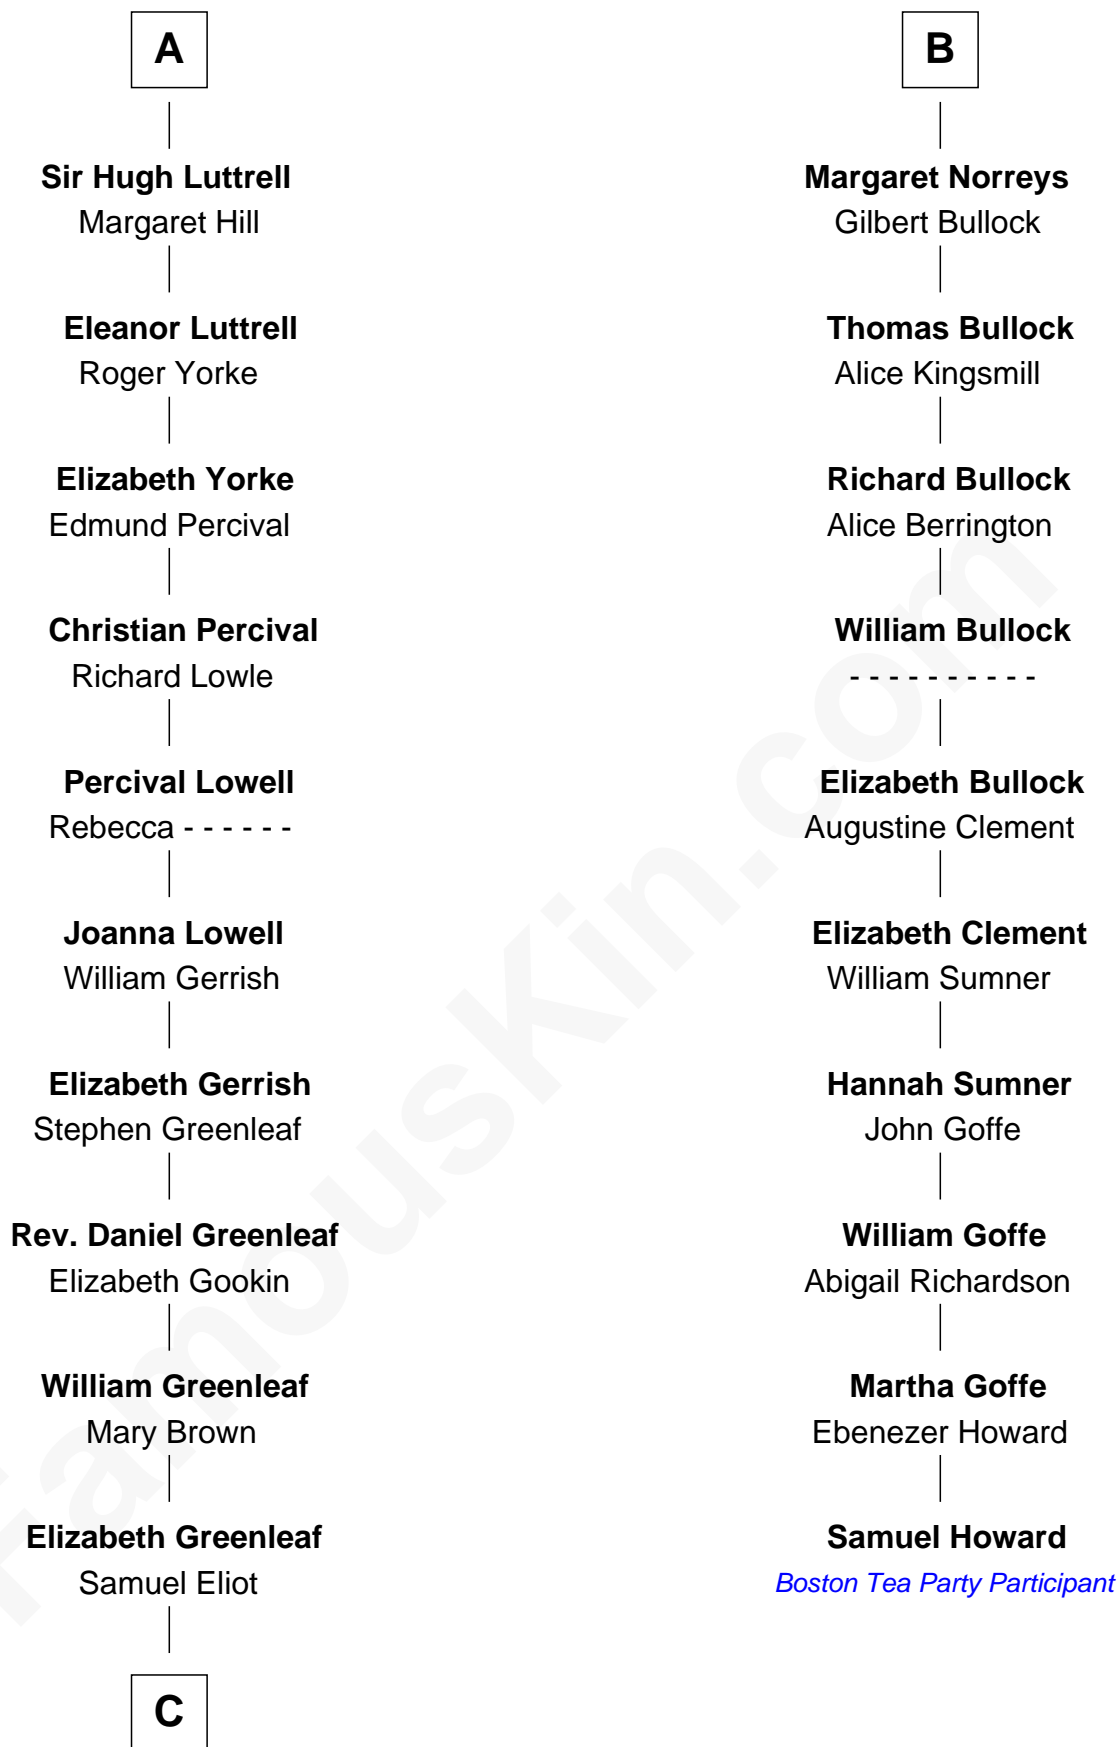 A
Sir Hugh Luttrell
Margaret Hill
Eleanor Luttrell
Roger Yorke
Elizabeth Yorke
Edmund Percival
Christian Percival
Richard Lowle
Percival Lowell
Rebecca - - - - - -
Joanna Lowell
William Gerrish
Elizabeth Gerrish
Stephen Greenleaf
Rev. Daniel Greenleaf
Elizabeth Gookin
William Greenleaf
Mary Brown
Elizabeth Greenleaf
Samuel Eliot
C
B
Margaret Norreys
Gilbert Bullock
Thomas Bullock
Alice Kingsmill
Richard Bullock
Alice Berrington
William Bullock
- - - - - - - - - -
Elizabeth Bullock
Augustine Clement
Elizabeth Clement
William Sumner
Hannah Sumner
John Goffe
William Goffe
Abigail Richardson
Martha Goffe
Ebenezer Howard
Samuel Howard
Boston Tea Party Participant
FamousKin.com